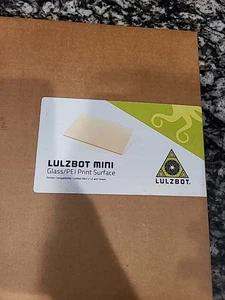 LULZBOT MINI
Glass/PEI Print Surface
LULZBOT.